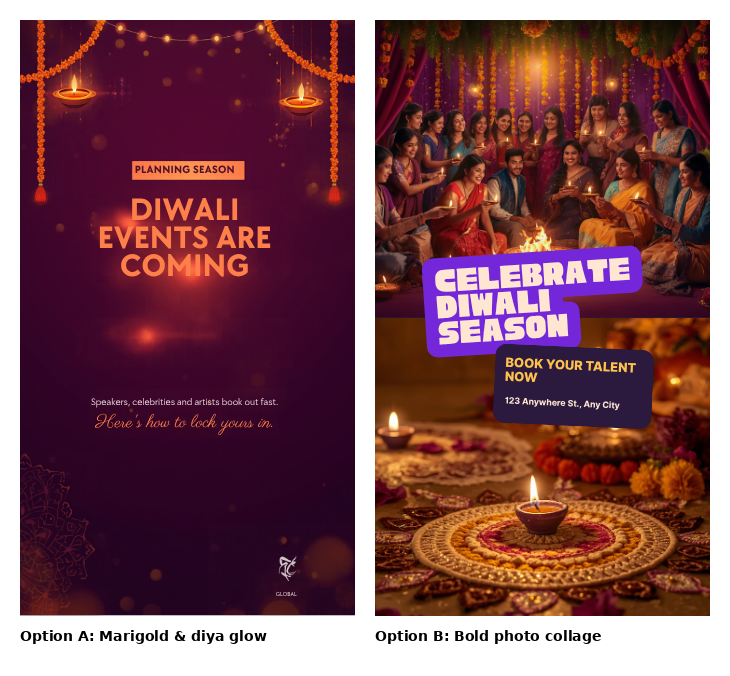 PLANNING SEASON
DIWALI
EVENTS ARE
COMING
Speakers, celebrities and artists book out fast.
Here's how to lock yours in.
GLOBAL
Option A: Marigold & diya glow
CELEBRATE
DIWALI
SEASON
BOOK YOUR TALENT
NOW
123 Anywhere St., Any City
Option B: Bold photo collage